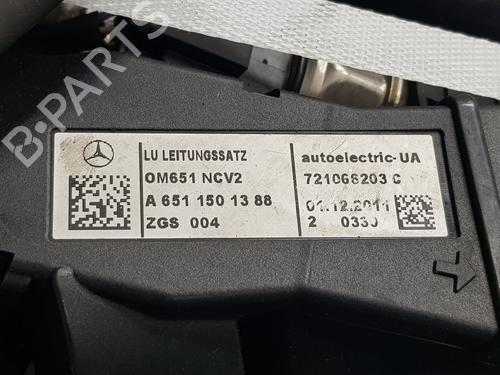 B-PARTS
LU LEITUNGSSATZ
OM651 NCV2
A 651 150 13 88
ZGS 004
autoelectric-UA
721068203 C
01.12.2011
2 0330